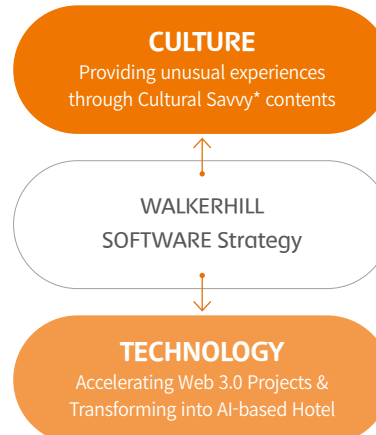 CULTURE
Providing unusual experiences
through Cultural Savvy* contents
WALKERHILL
SOFTWARE Strategy
TECHNOLOGY
Accelerating Web 3.0 Projects &
Transforming into AI-based Hotel